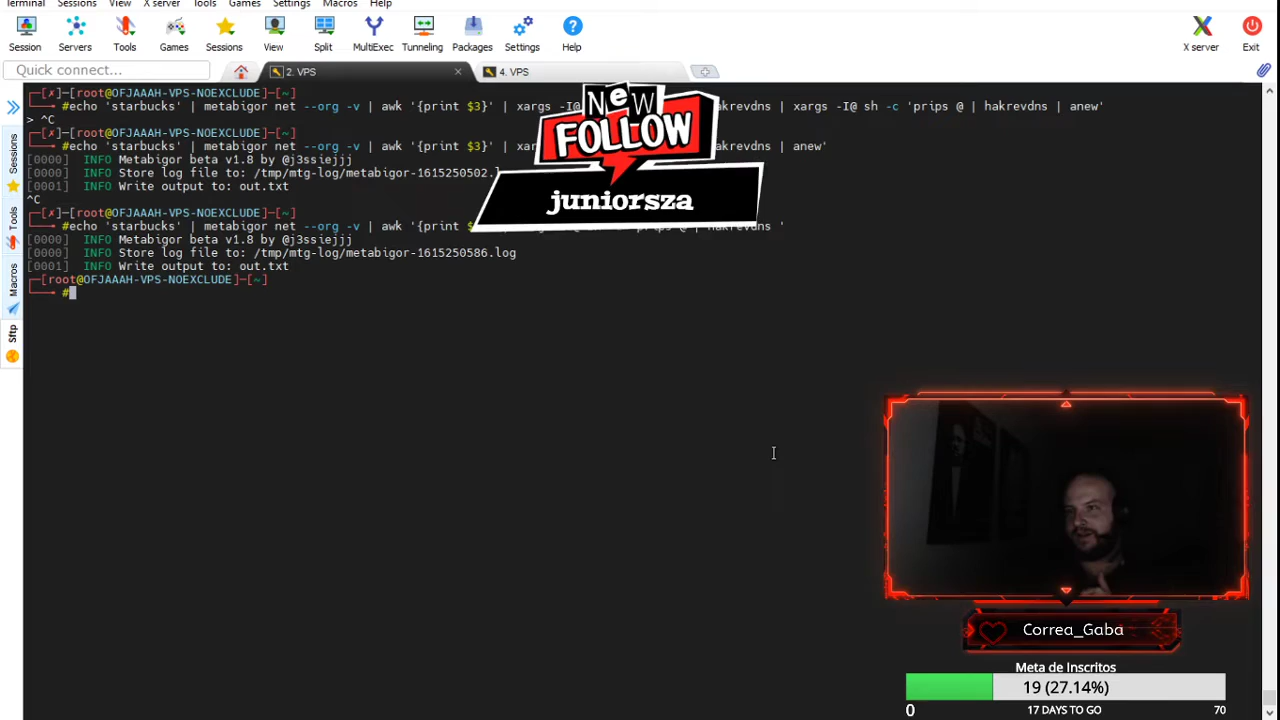 Terminal Sessions View X server Tools Games Settings Macros Help
Session Servers Tools Games Sessions View Split MultiExec Tunneling Packages Settings Help X server Exit
Quick connect...
2. VPS
4. VPS
Sessions
Tools
Macros
Sftp
┌─[✗]─[root@OFJAAAH-VPS-NOEXCLUDE]─[~]
└──╼ #echo 'starbucks' | metabigor net --org -v | awk '{print $3}' | xargs -I@ hakrevdns | xargs -I@ sh -c 'prips @ | hakrevdns | anew'
> ^C
┌─[✗]─[root@OFJAAAH-VPS-NOEXCLUDE]─[~]
└──╼ #echo 'starbucks' | metabigor net --org -v | awk '{print $3}' | xargs -I@ hakrevdns | anew'
[0000] INFO Metabigor beta v1.8 by @j3ssiejjj
[0000] INFO Store log file to: /tmp/mtg-log/metabigor-1615250502.l
[0001] INFO Write output to: out.txt
^C
┌─[✗]─[root@OFJAAAH-VPS-NOEXCLUDE]─[~]
└──╼ #echo 'starbucks' | metabigor net --org -v | awk '{print $ prips @ | hakrevdns '
[0000] INFO Metabigor beta v1.8 by @j3ssiejjj
[0000] INFO Store log file to: /tmp/mtg-log/metabigor-1615250586.log
[0001] INFO Write output to: out.txt
┌─[root@OFJAAAH-VPS-NOEXCLUDE]─[~]
└──╼ #
NeW
FOLLOW
juniorsza
Correa_Gaba
Meta de Inscritos
19 (27.14%)
0 17 DAYS TO GO 70